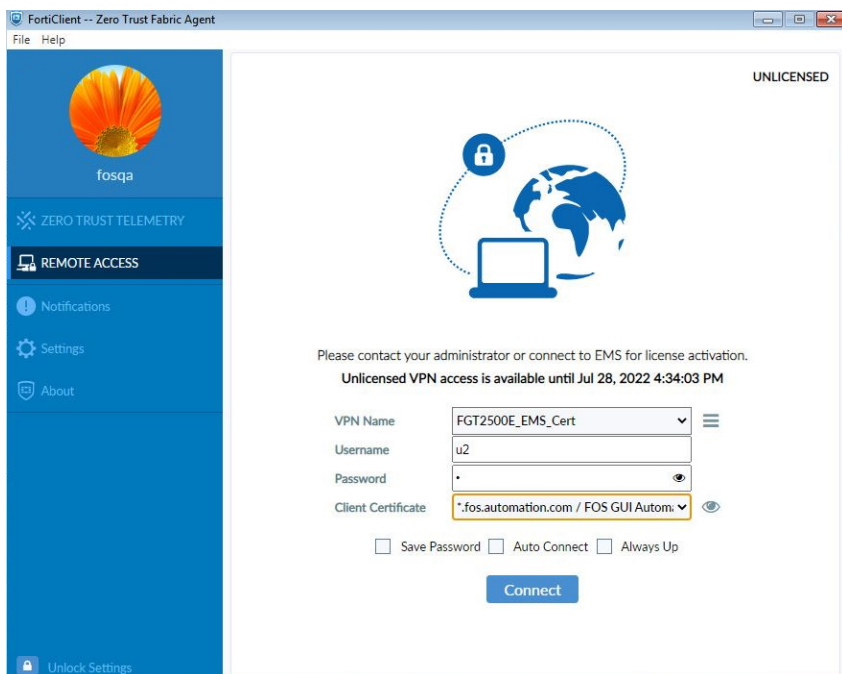 FortiClient -- Zero Trust Fabric Agent
File Help
UNLICENSED
fosqa
ZERO TRUST TELEMETRY
REMOTE ACCESS
Notifications
Settings
About
Unlock Settings
Please contact your administrator or connect to EMS for license activation.
Unlicensed VPN access is available until Jul 28, 2022 4:34:03 PM
VPN Name FGT2500E_EMS_Cert
Username u2
Password •
Client Certificate *.fos.automation.com / FOS GUI Automa
Save Password Auto Connect Always Up
Connect